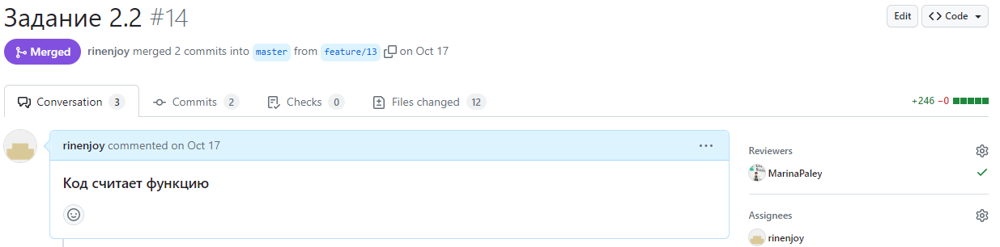 Задание 2.2 #14
Edit
Code
Merged
rinenjoy merged 2 commits into master from feature/13 on Oct 17
Conversation 3
Commits 2
Checks 0
Files changed 12
+246 −0
rinenjoy commented on Oct 17
Код считает функцию
Reviewers
MarinaPaley
Assignees
rinenjoy